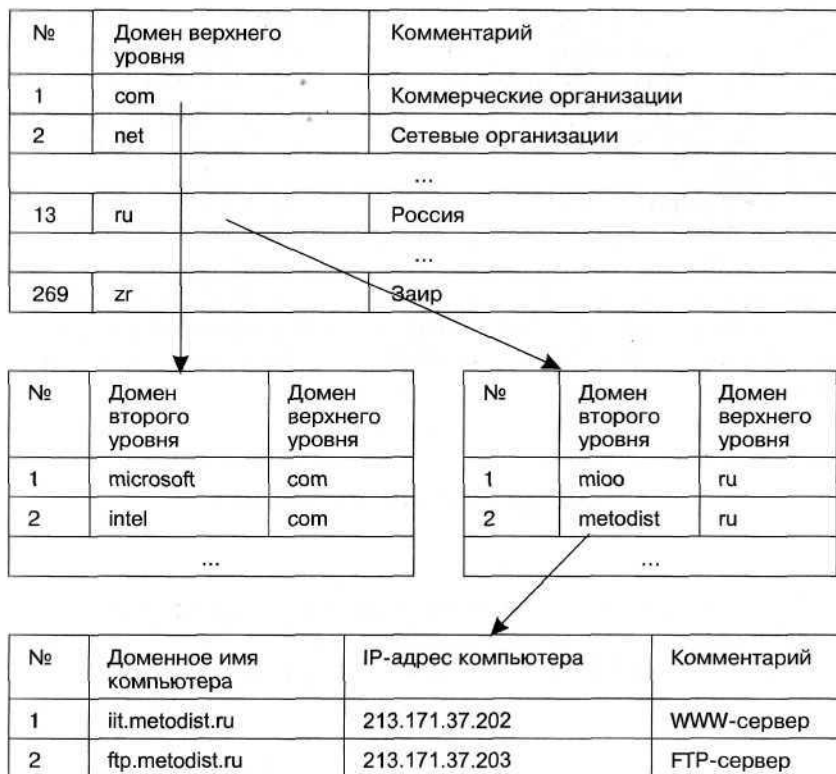 № Домен верхнего уровня Комментарий
1 com Коммерческие организации
2 net Сетевые организации
...
13 ru Россия
...
269 zr Заир
№ Домен второго уровня Домен верхнего уровня
1 microsoft com
2 intel com
...
№ Домен второго уровня Домен верхнего уровня
1 mioo ru
2 metodist ru
...
№ Доменное имя компьютера IP-адрес компьютера Комментарий
1 iit.metodist.ru 213.171.37.202 WWW-сервер
2 ftp.metodist.ru 213.171.37.203 FTP-сервер